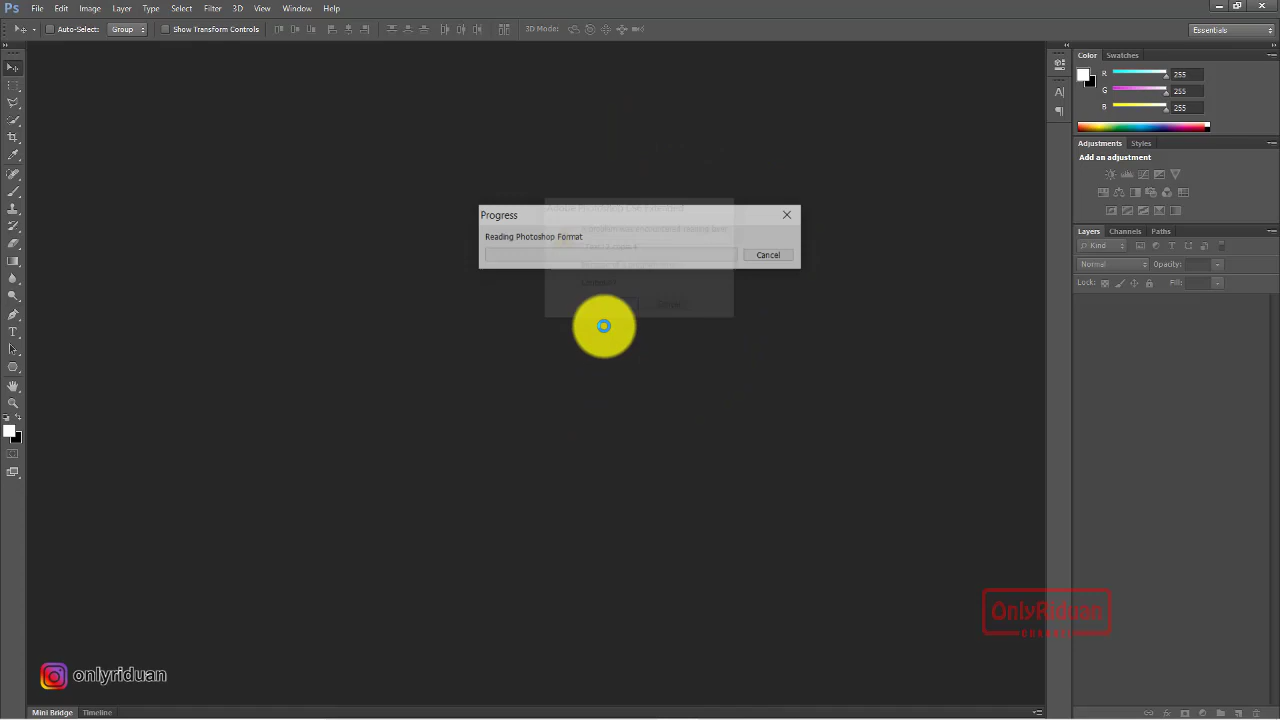 Ps File Edit Image Layer Type Select Filter 3D View Window Help
Auto-Select: Group Show Transform Controls 3D Mode: Essentials
Color Swatches
R 255
G 255
B 255
Adjustments Styles
Add an adjustment
Layers Channels Paths
Kind
Normal Opacity:
Lock: Fill:
Progress
Reading Photoshop Format
Cancel
OnlyRiduan
onlyriduan
Mini Bridge Timeline